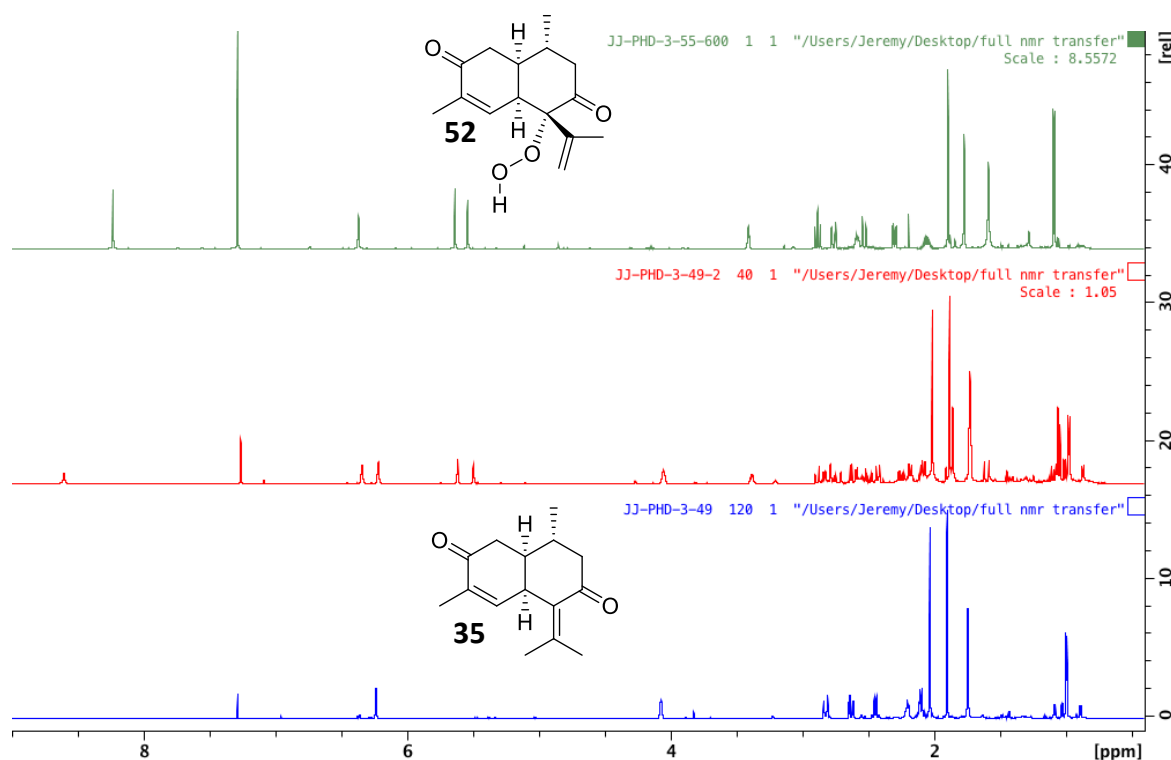 JJ-PHD-3-55-600 1 1 "/Users/Jeremy/Desktop/full nmr transfer"
Scale : 8.5572
[rel]
H
O
O
H
52
O
O
H
40
JJ-PHD-3-49-2 40 1 "/Users/Jeremy/Desktop/full nmr transfer"
Scale : 1.05
30
20
JJ-PHD-3-49 120 1 "/Users/Jeremy/Desktop/full nmr transfer"
H
O
O
H
35
10
0
8 6 4 2 [ppm]